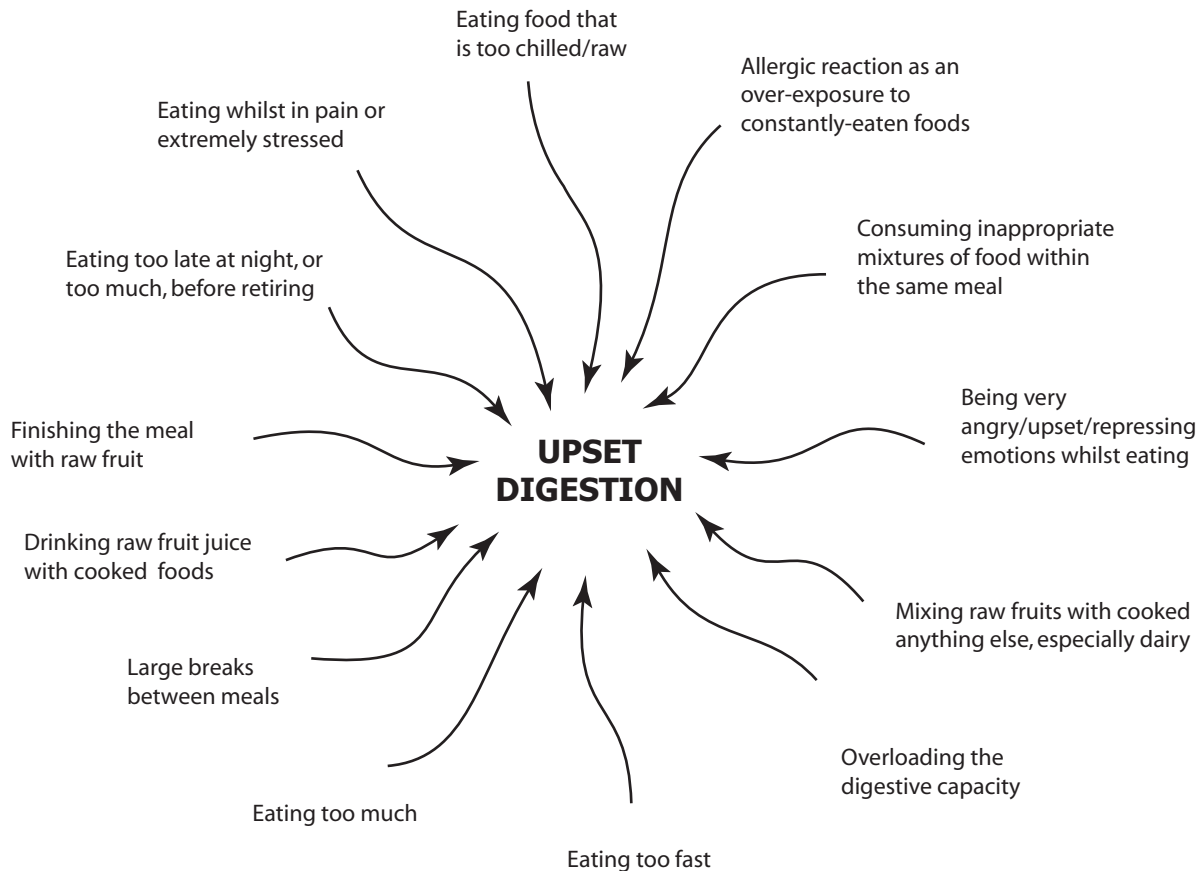 Eating food that
is too chilled/raw
Allergic reaction as an
over-exposure to
constantly-eaten foods
Eating whilst in pain or
extremely stressed
Consuming inappropriate
mixtures of food within
the same meal
Eating too late at night, or
too much, before retiring
Being very
angry/upset/repressing
emotions whilst eating
Finishing the meal
with raw fruit
UPSET
DIGESTION
Drinking raw fruit juice
with cooked foods
Mixing raw fruits with cooked
anything else, especially dairy
Large breaks
between meals
Overloading the
digestive capacity
Eating too much
Eating too fast